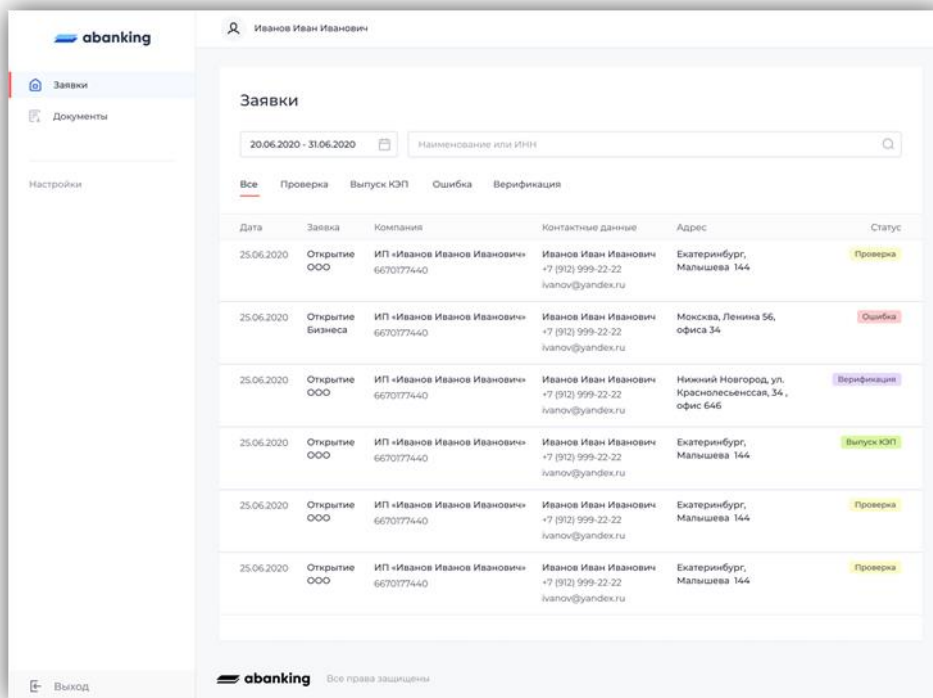 abanking
Иванов Иван Иванович
Заявки
Документы
Настройки
Заявки
20.06.2020 - 31.06.2020
Наименование или ИНН
Все Проверка Выпуск КЭП Ошибка Верификация
Дата Заявка Компания Контактные данные Адрес Статус
25.06.2020 Открытие ИП «Иванов Иванов Иванович» Иванов Иван Иванович Екатеринбург, Проверка
ООО 6670177440 +7 (912) 999-22-22 Малышева 144
ivanov@yandex.ru
25.06.2020 Открытие ИП «Иванов Иванов Иванович» Иванов Иван Иванович Моксква, Ленина 56, Ошибка
Бизнеса 6670177440 +7 (912) 999-22-22 офиса 34
ivanov@yandex.ru
25.06.2020 Открытие ИП «Иванов Иванов Иванович» Иванов Иван Иванович Нижний Новгород, ул. Верификация
ООО 6670177440 +7 (912) 999-22-22 Краснолесьенссая, 34 ,
ivanov@yandex.ru офис 646
25.06.2020 Открытие ИП «Иванов Иванов Иванович» Иванов Иван Иванович Екатеринбург, Выпуск КЭП
ООО 6670177440 +7 (912) 999-22-22 Малышева 144
ivanov@yandex.ru
25.06.2020 Открытие ИП «Иванов Иванов Иванович» Иванов Иван Иванович Екатеринбург, Проверка
ООО 6670177440 +7 (912) 999-22-22 Малышева 144
ivanov@yandex.ru
25.06.2020 Открытие ИП «Иванов Иванов Иванович» Иванов Иван Иванович Екатеринбург, Проверка
ООО 6670177440 +7 (912) 999-22-22 Малышева 144
ivanov@yandex.ru
Выход
abanking Все права защищены